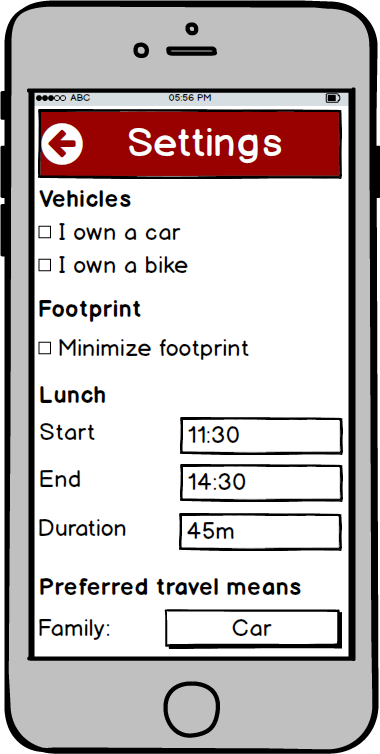 ABC 05:56 PM
Settings
Vehicles
I own a car
I own a bike
Footprint
Minimize footprint
Lunch
Start 11:30
End 14:30
Duration 45m
Preferred travel means
Family: Car